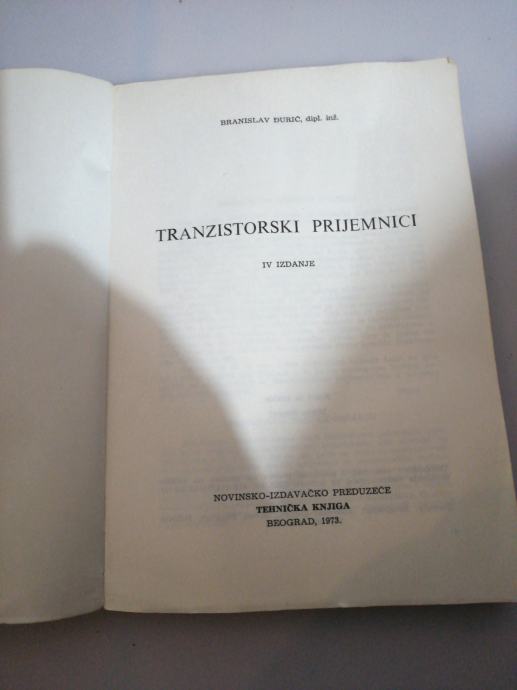 BRANISLAV ĐURIĆ, dipl. inž.
TRANZISTORSKI PRIJEMNICI
IV IZDANJE
NOVINSKO-IZDAVAČKO PREDUZEĆE
TEHNIČKA KNJIGA
BEOGRAD, 1973.